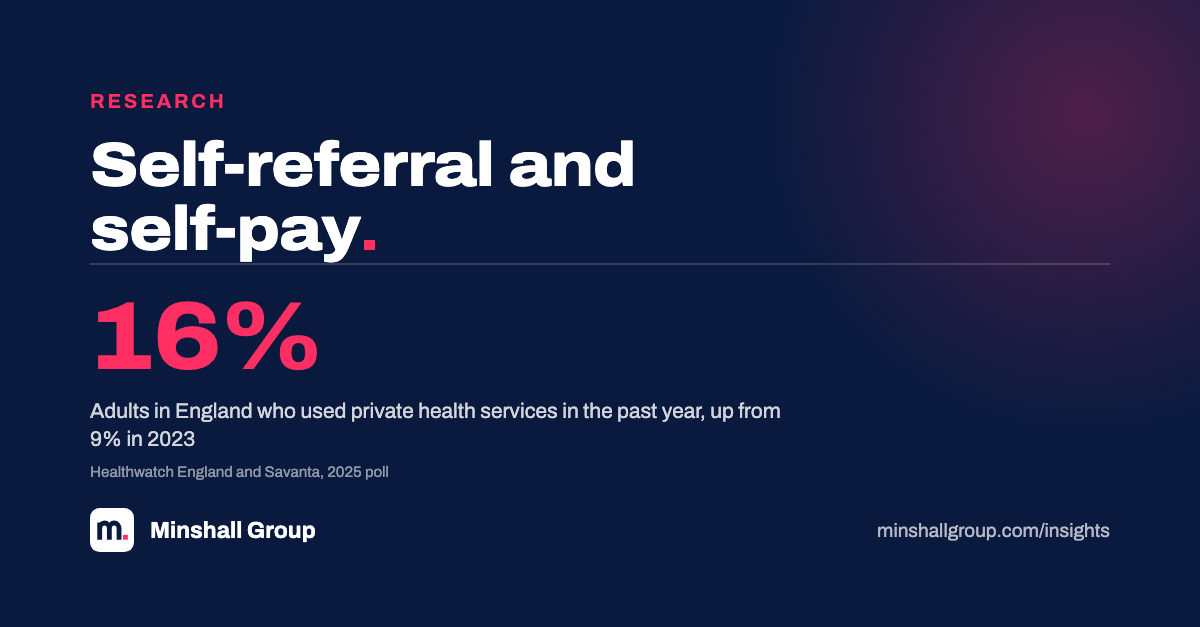 RESEARCH
Self-referral and
self-pay.
16%
Adults in England who used private health services in the past year, up from
9% in 2023
Healthwatch England and Savanta, 2025 poll
m. Minshall Group
minshallgroup.com/insights